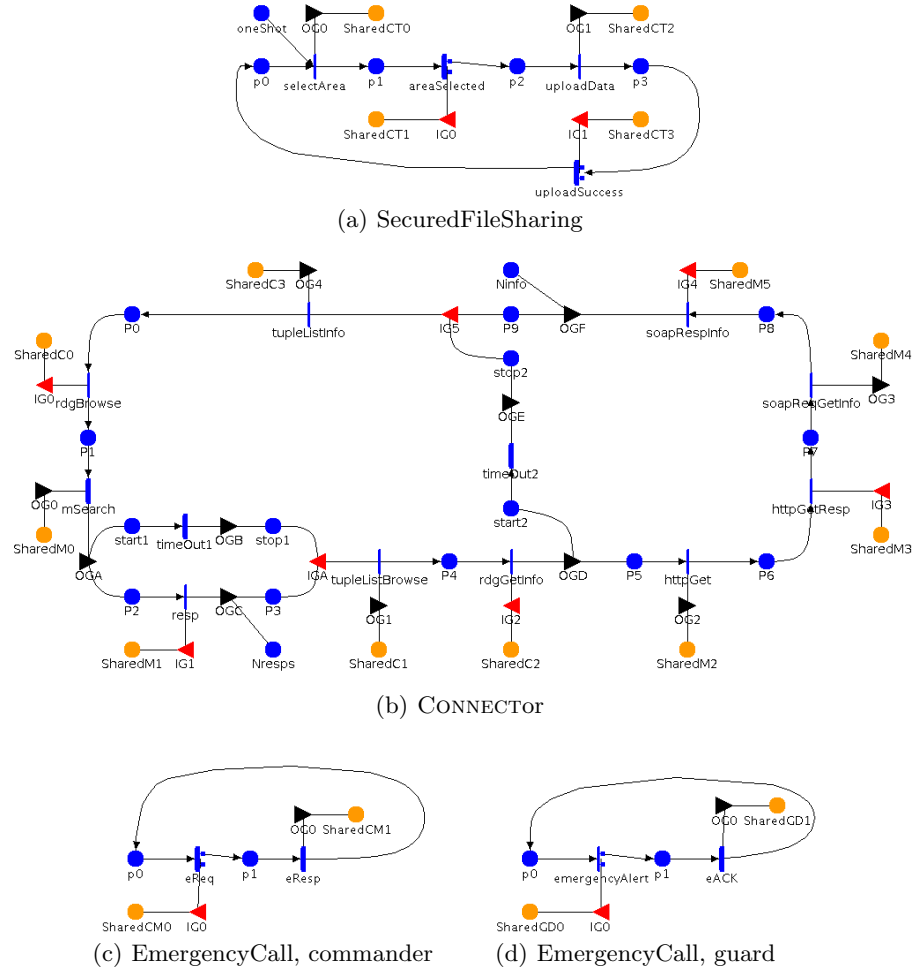 oneShot OG0 SharedCT0 OG1 SharedCT2
p0 selectArea p1 areaSelected p2 uploadData p3
SharedCT1 IG0 IG1 SharedCT3
uploadSuccess
(a) SecuredFileSharing
SharedC3 OG4 Ninfo IG4 SharedM5
P0 tupleListInfo IG5 P9 OGF soapRespInfo P8
SharedC0 stop2 SharedM4
IG0 rdgBrowse OGE soapReqGetInfo OG3
P1 timeOut2 P7
OG0 mSearch start2 httpGetResp IG3
SharedM0 start1 timeOut1 OGB stop1 SharedM3
OGA IGA tupleListBrowse P4 rdgGetInfo OGD P5 httpGet P6
P2 resp OGC P3 OG1 IG2 OG2
SharedM1 IG1 Nresps SharedC1 SharedC2 SharedM2
(b) CONNECTor
OG0 SharedCM1 OG0 SharedGD1
p0 eReq p1 eResp p0 emergencyAlert p1 eACK
SharedCM0 IG0 SharedGD0 IG0
(c) EmergencyCall, commander (d) EmergencyCall, guard